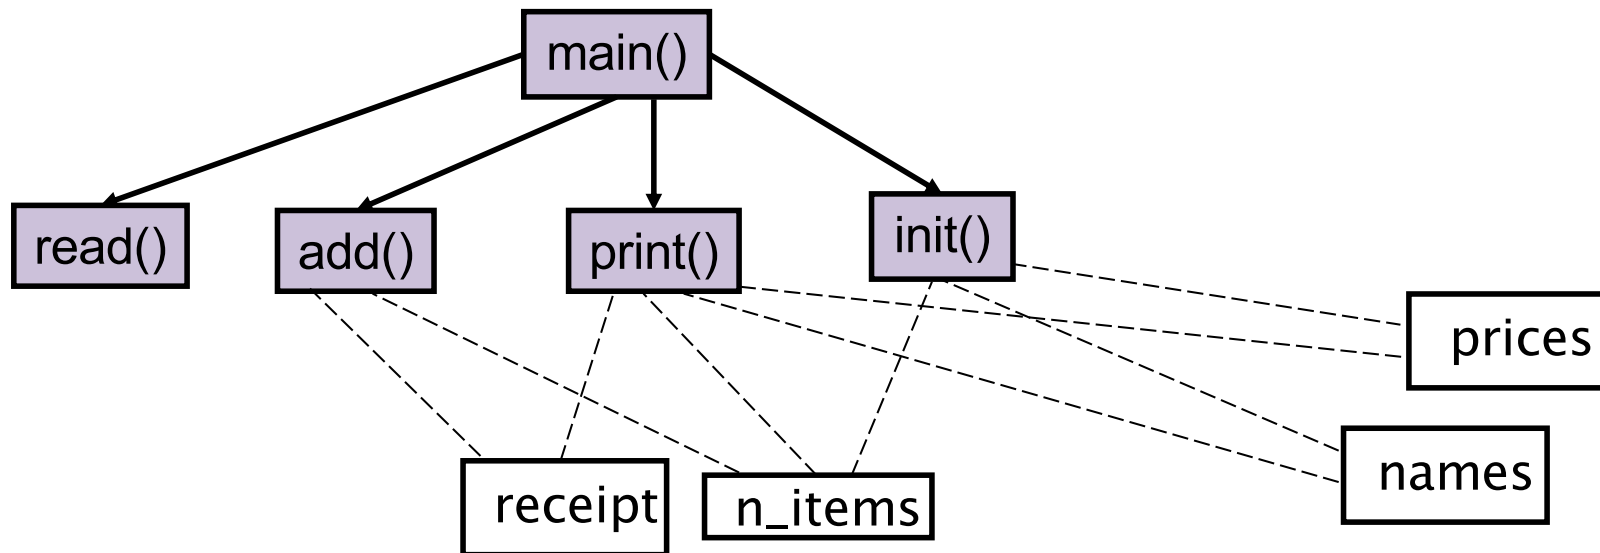 main()
read()
add()
print()
init()
prices
names
receipt
n_items